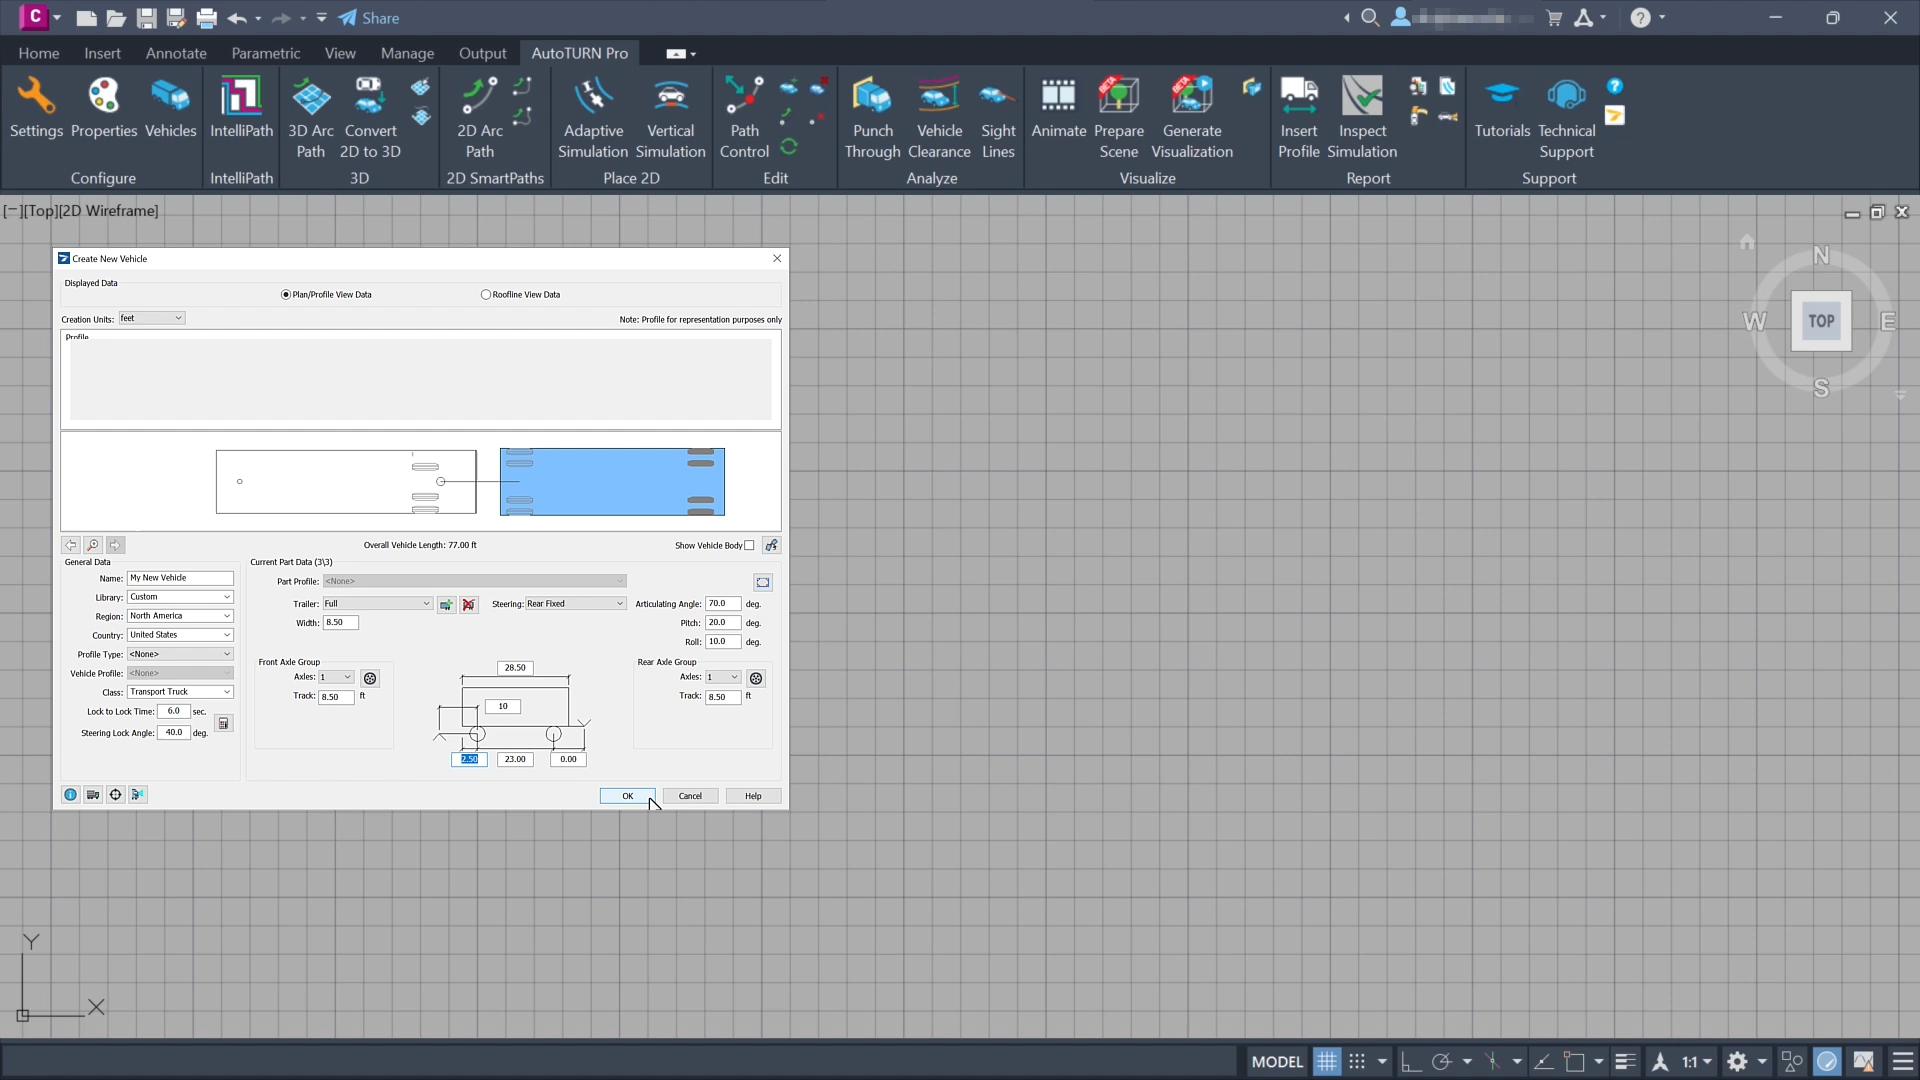 C
Share
Home Insert Annotate Parametric View Manage Output AutoTURN Pro
Settings Properties Vehicles
Configure
IntelliPath
IntelliPath
3D Arc Path
Convert 2D to 3D
3D
2D Arc Path
2D SmartPaths
Adaptive Simulation
Vertical Simulation
Place 2D
Path Control
Edit
Punch Through
Vehicle Clearance
Sight Lines
Analyze
Animate
BETA
Prepare Scene
BETA
Generate Visualization
Visualize
Insert Profile
Inspect Simulation
Report
Tutorials
Technical Support
Support
[−][Top][2D Wireframe]
N
W TOP E
S
Create New Vehicle
Displayed Data
Plan/Profile View Data Roofline View Data
Creation Units: feet
Note: Profile for representation purposes only
Profile
Overall Vehicle Length: 77.00 ft
Show Vehicle Body
General Data
Name: My New Vehicle
Library: Custom
Region: North America
Country: United States
Profile Type: <None>
Vehicle Profile: <None>
Class: Transport Truck
Lock to Lock Time: 6.0 sec.
Steering Lock Angle: 40.0 deg.
Current Part Data (3\3)
Part Profile: <None>
Trailer: Full
Steering: Rear Fixed
Articulating Angle: 70.0 deg.
Width: 8.50
Pitch: 20.0 deg.
Roll: 10.0 deg.
Front Axle Group
Axles: 1
Track: 8.50 ft
28.50
10
2.50 23.00 0.00
Rear Axle Group
Axles: 1
Track: 8.50 ft
OK Cancel Help
Y
X
MODEL 1:1